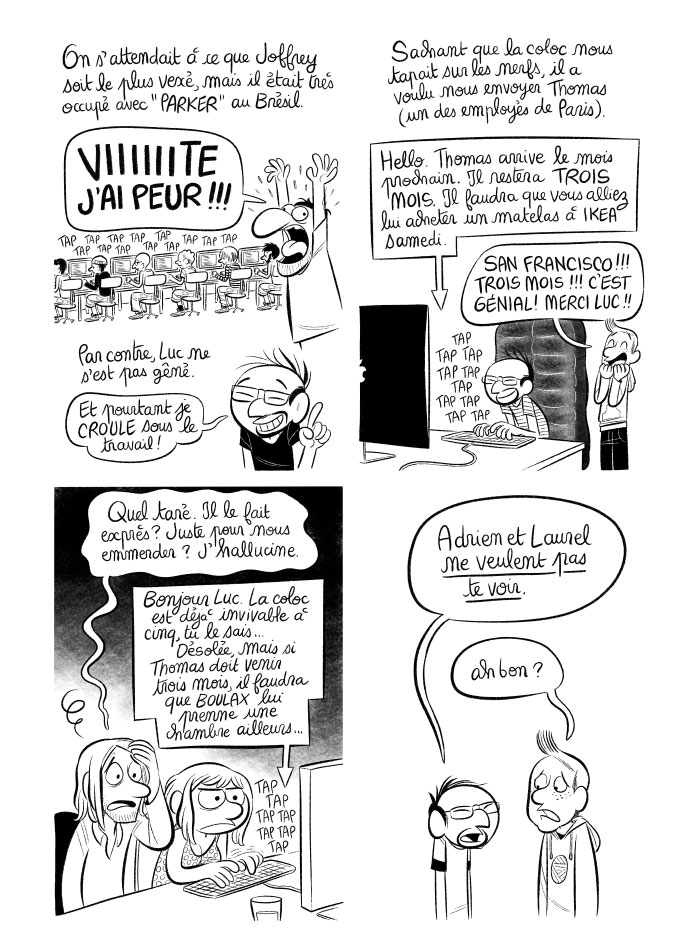 On s'attendait à ce que Joffrey
soit le plus vexé, mais il était très
occupé avec "PARKER" au Brésil.
VIIIIIITE
J'AI PEUR !!!
TAP TAP TAP TAP TAP TAP TAP
TAP TAP TAP TAP TAP
Par contre, Luc ne
s'est pas gêné.
Et pourtant je
CROULE sous le
travail !
Sachant que la coloc nous
tapait sur les nerfs, il a
voulu nous envoyer Thomas
(un des employés de Paris).
Hello. Thomas arrive le mois
prochain. Il restera TROIS
MOIS. Il faudra que vous alliez
lui acheter un matelas à IKEA
samedi.
SAN FRANCISCO !!!
TROIS MOIS !!! C'EST
GÉNIAL ! MERCI LUC !!
TAP
TAP TAP
TAP TAP
TAP
TAP TAP
TAP TAP
Quel taré. Il le fait
exprès ? Juste pour nous
emmerder ? J'hallucine.
Bonjour Luc. La coloc
est déjà invivable à
cinq, tu le sais...
Désolée, mais si
Thomas doit venir
trois mois, il faudra
que BOULAX lui
prenne une
chambre ailleurs...
TAP
TAP
TAP TAP
TAP TAP
TAP
Adrien et Laurel
me veulent pas
te voir.
ah bon ?